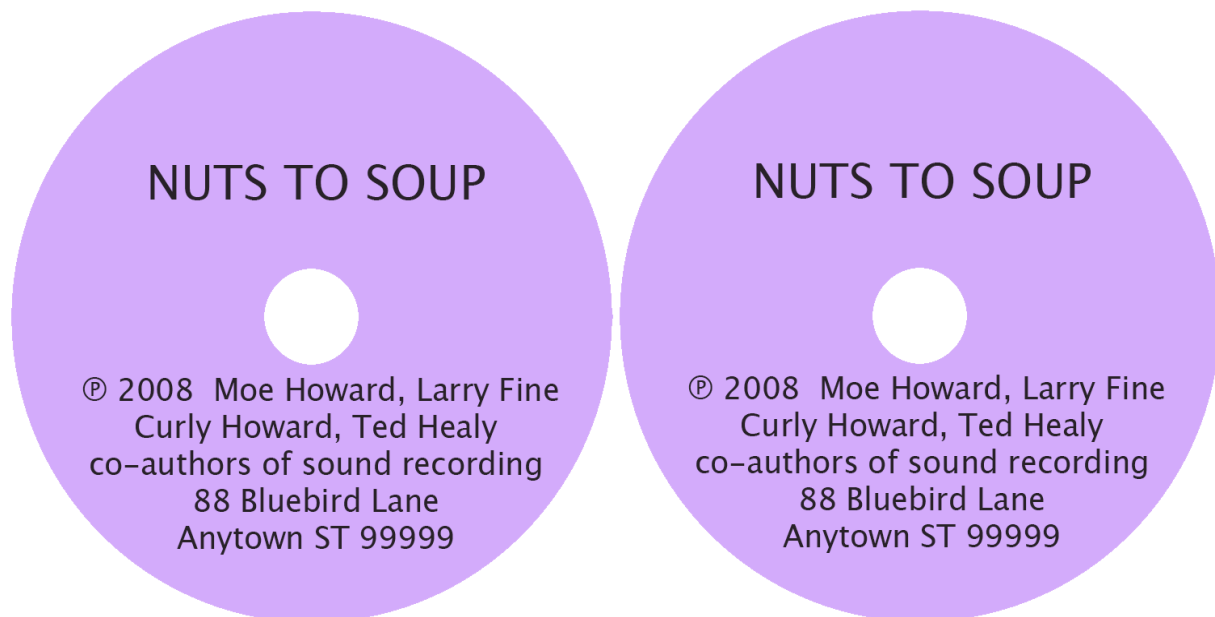 NUTS TO SOUP
℗ 2008 Moe Howard, Larry Fine
Curly Howard, Ted Healy
co-authors of sound recording
88 Bluebird Lane
Anytown ST 99999
NUTS TO SOUP
℗ 2008 Moe Howard, Larry Fine
Curly Howard, Ted Healy
co-authors of sound recording
88 Bluebird Lane
Anytown ST 99999